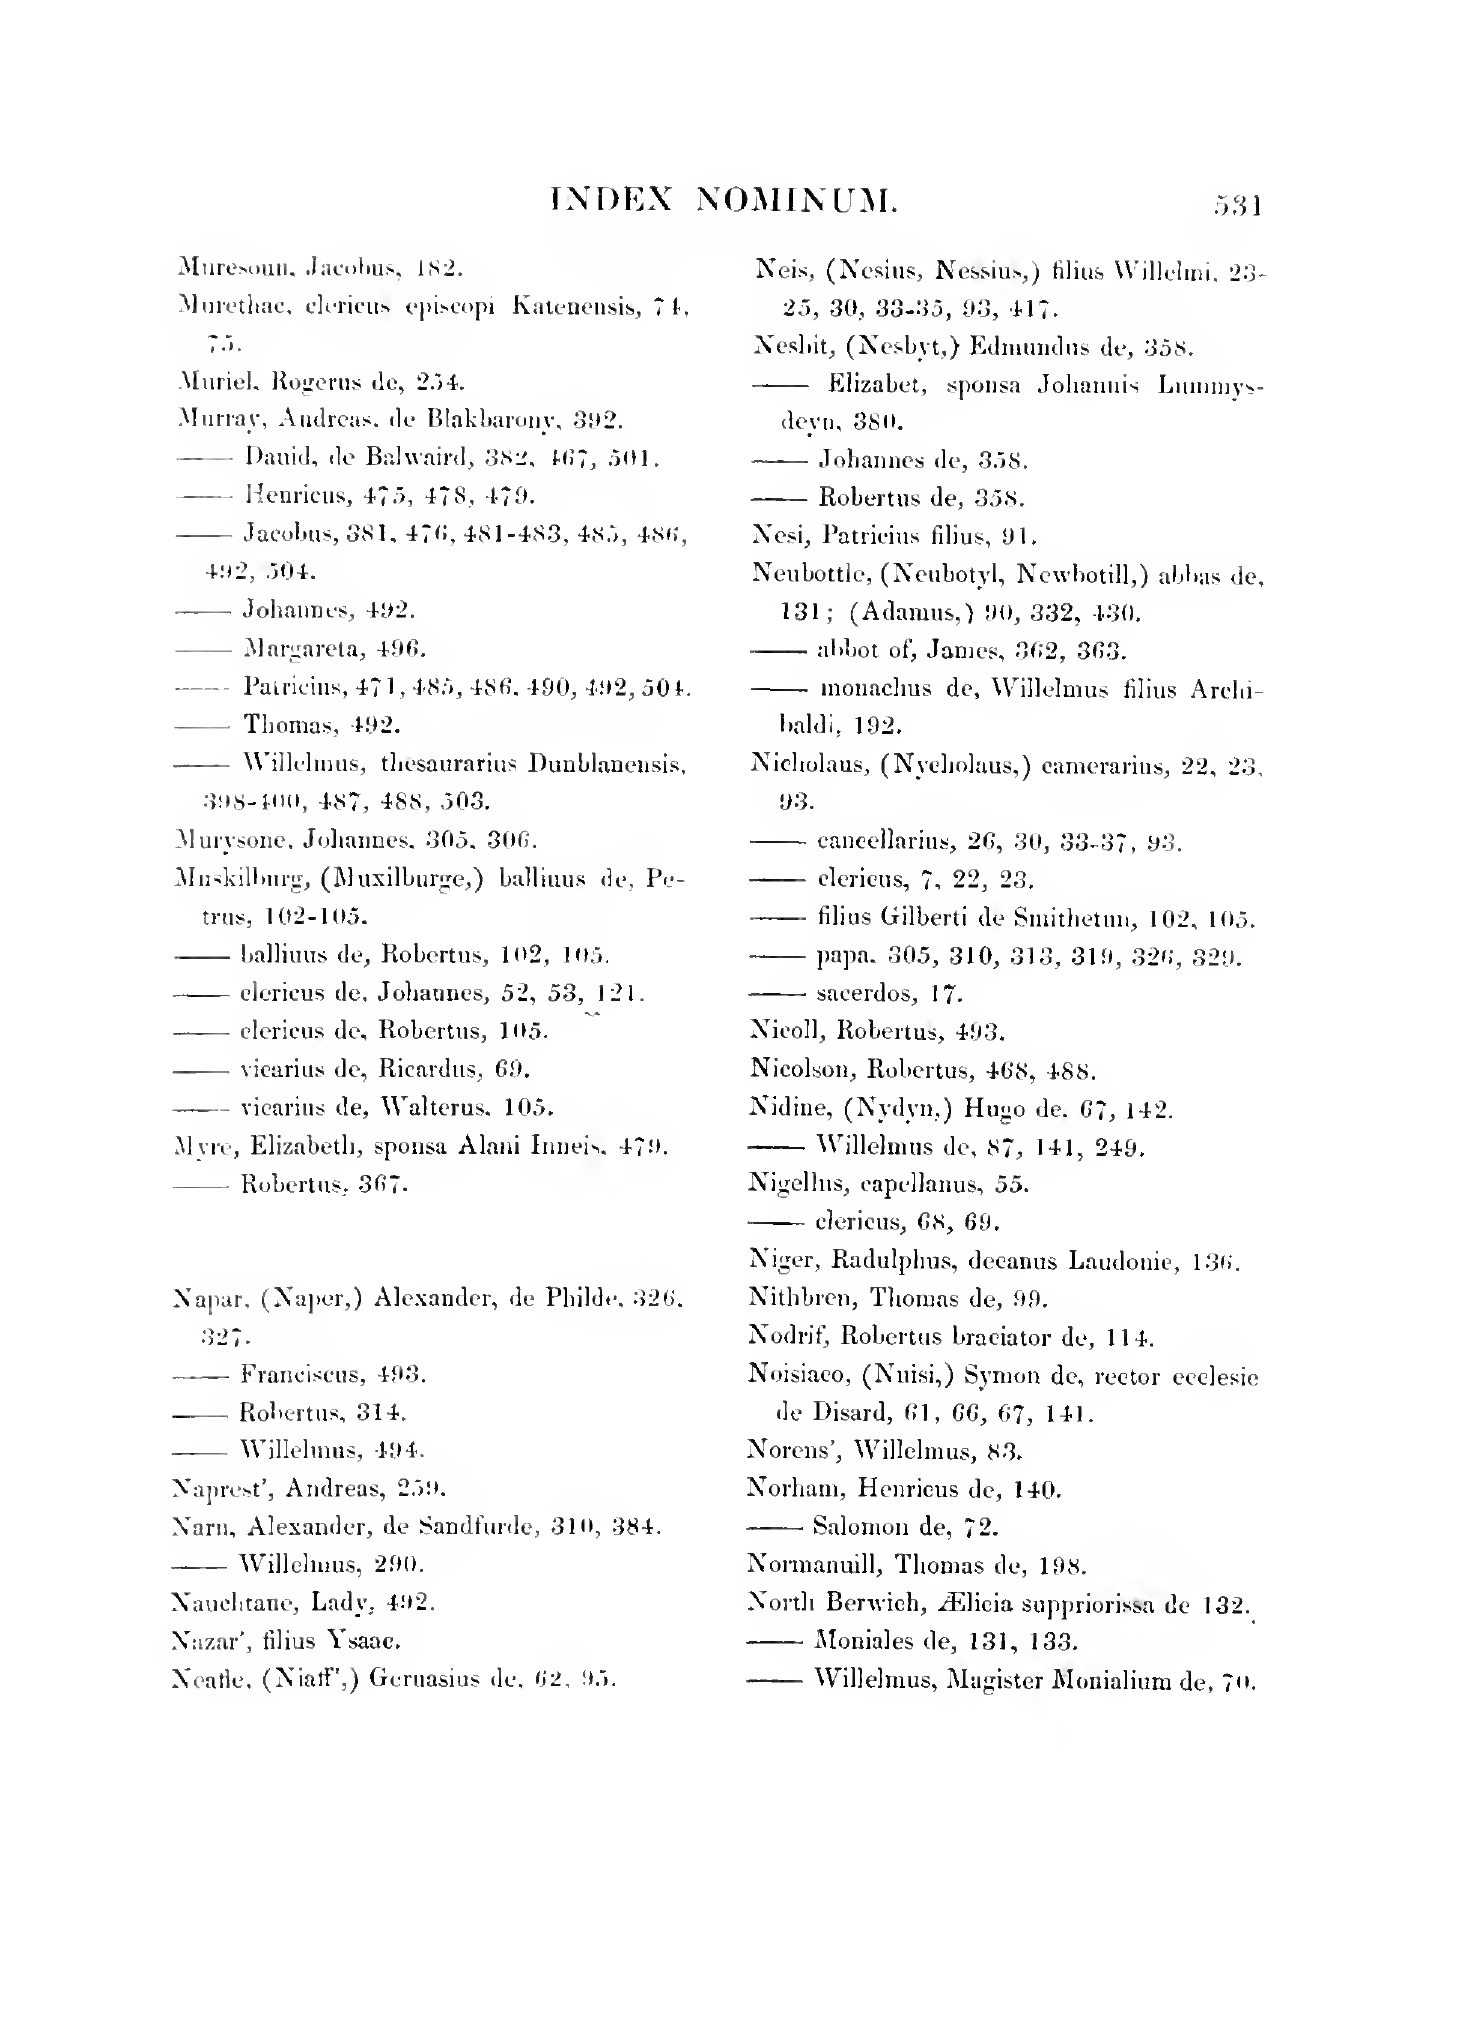 INDEX NOMINUM.
531
Muresoun, Jacobus, 182.
Murethac, clericus episcopi Katenensis, 74,
75.
Muriel, Rogerus de, 254.
Murray, Andreas, de Blakbarony, 392.
—— Dauid, de Balwaird, 382, 467, 501.
—— Henricus, 475, 478, 479.
—— Jacobus, 381, 476, 481-483, 485, 486,
492, 504.
—— Johannes, 492.
—— Margareta, 496.
—— Patricius, 471, 485, 486, 490, 492, 504.
—— Thomas, 492.
—— Willelmus, thesaurarius Dunblanensis,
398-400, 487, 488, 503.
Murysone, Johannes, 305, 306.
Muskilburg, (Muxilburge,) balliuus de, Pe-
trus, 102-105.
—— balliuus de, Robertus, 102, 105.
—— clericus de, Johannes, 52, 53, 121.
—— clericus de, Robertus, 105.
—— vicarius de, Ricardus, 69.
—— vicarius de, Walterus, 105.
Myre, Elizabeth, sponsa Alani Inneis, 479.
—— Robertus, 367.
Napar, (Naper,) Alexander, de Philde, 326,
327.
—— Franciscus, 493.
—— Robertus, 314.
—— Willelmus, 494.
Naprest', Andreas, 259.
Narn, Alexander, de Sandfurde, 310, 384.
—— Willelmus, 290.
Nauchtane, Lady, 492.
Nazar', filius Ysaac.
Neafle, (Niaff',) Geruasius de, 62, 95.
Neis, (Nesius, Nessius,) filius Willelmi, 23-
25, 30, 33-35, 93, 417.
Nesbit, (Nesbyt,) Edmundus de, 358.
—— Elizabet, sponsa Johannis Lummys-
deyn, 380.
—— Johannes de, 358.
—— Robertus de, 358.
Nesi, Patricius filius, 91.
Neubottle, (Neubotyl, Newbotill,) abbas de,
131; (Adamus,) 90, 332, 430.
—— abbot of, James, 362, 363.
—— monachus de, Willelmus filius Archi-
baldi, 192.
Nicholaus, (Nycholaus,) camerarius, 22, 23,
93.
—— cancellarius, 26, 30, 33-37, 93.
—— clericus, 7, 22, 23.
—— filius Gilberti de Smithetun, 102, 105.
—— papa, 305, 310, 313, 319, 326, 329.
—— sacerdos, 17.
Nicoll, Robertus, 493.
Nicolson, Robertus, 468, 488.
Nidine, (Nydyn,) Hugo de, 67, 142.
—— Willelmus de, 87, 141, 249.
Nigellus, capellanus, 55.
—— clericus, 68, 69.
Niger, Radulphus, decanus Laudonie, 136.
Nithbren, Thomas de, 99.
Nodrif, Robertus braciator de, 114.
Noisiaco, (Nuisi,) Symon de, rector ecclesie
de Disard, 61, 66, 67, 141.
Norens', Willelmus, 83.
Norham, Henricus de, 140.
—— Salomon de, 72.
Normanuill, Thomas de, 198.
North Berwich, Ælicia suppriorissa de 132.
—— Moniales de, 131, 133.
—— Willelmus, Magister Monialium de, 70.